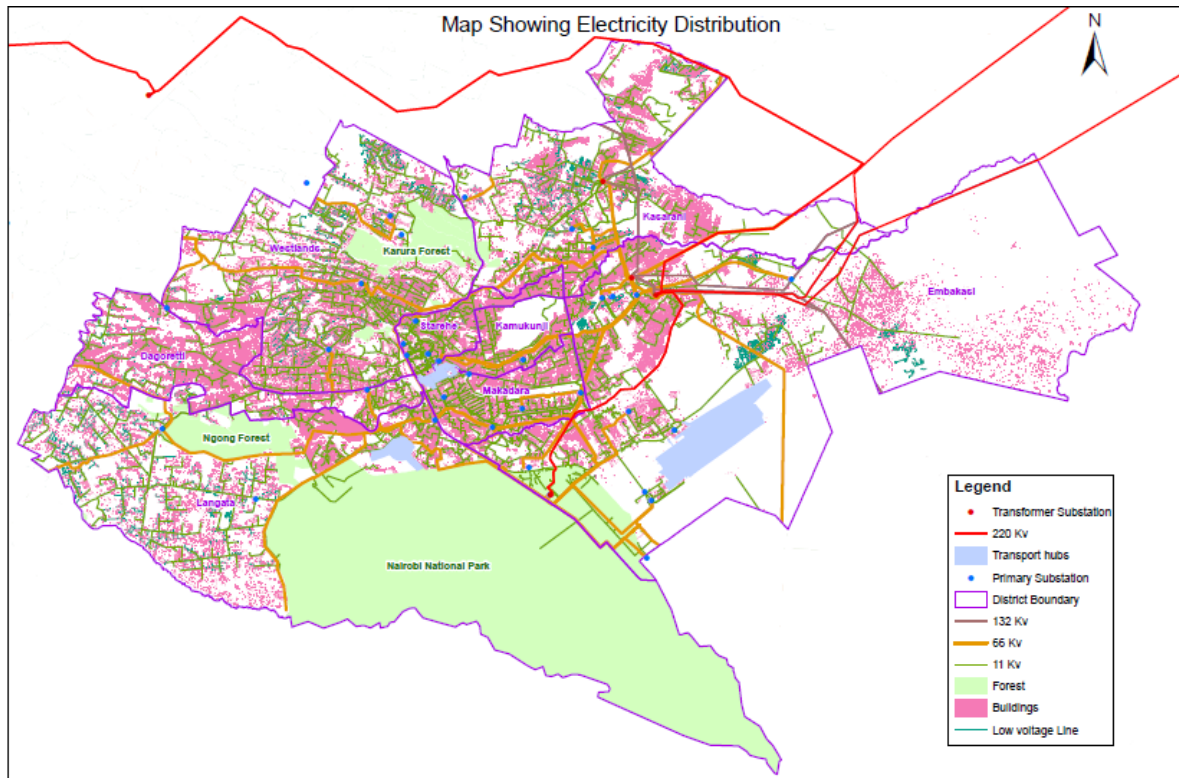 Map Showing Electricity Distribution
N
Kasarani
Westlands
Karura Forest
Embakasi
Starehe
Kamukunji
Dagoretti
Makadara
Ngong Forest
Langata
Nairobi National Park
Legend
Transformer Substation
220 Kv
Transport hubs
Primary Substation
District Boundary
132 Kv
66 Kv
11 Kv
Forest
Buildings
Low voltage Line